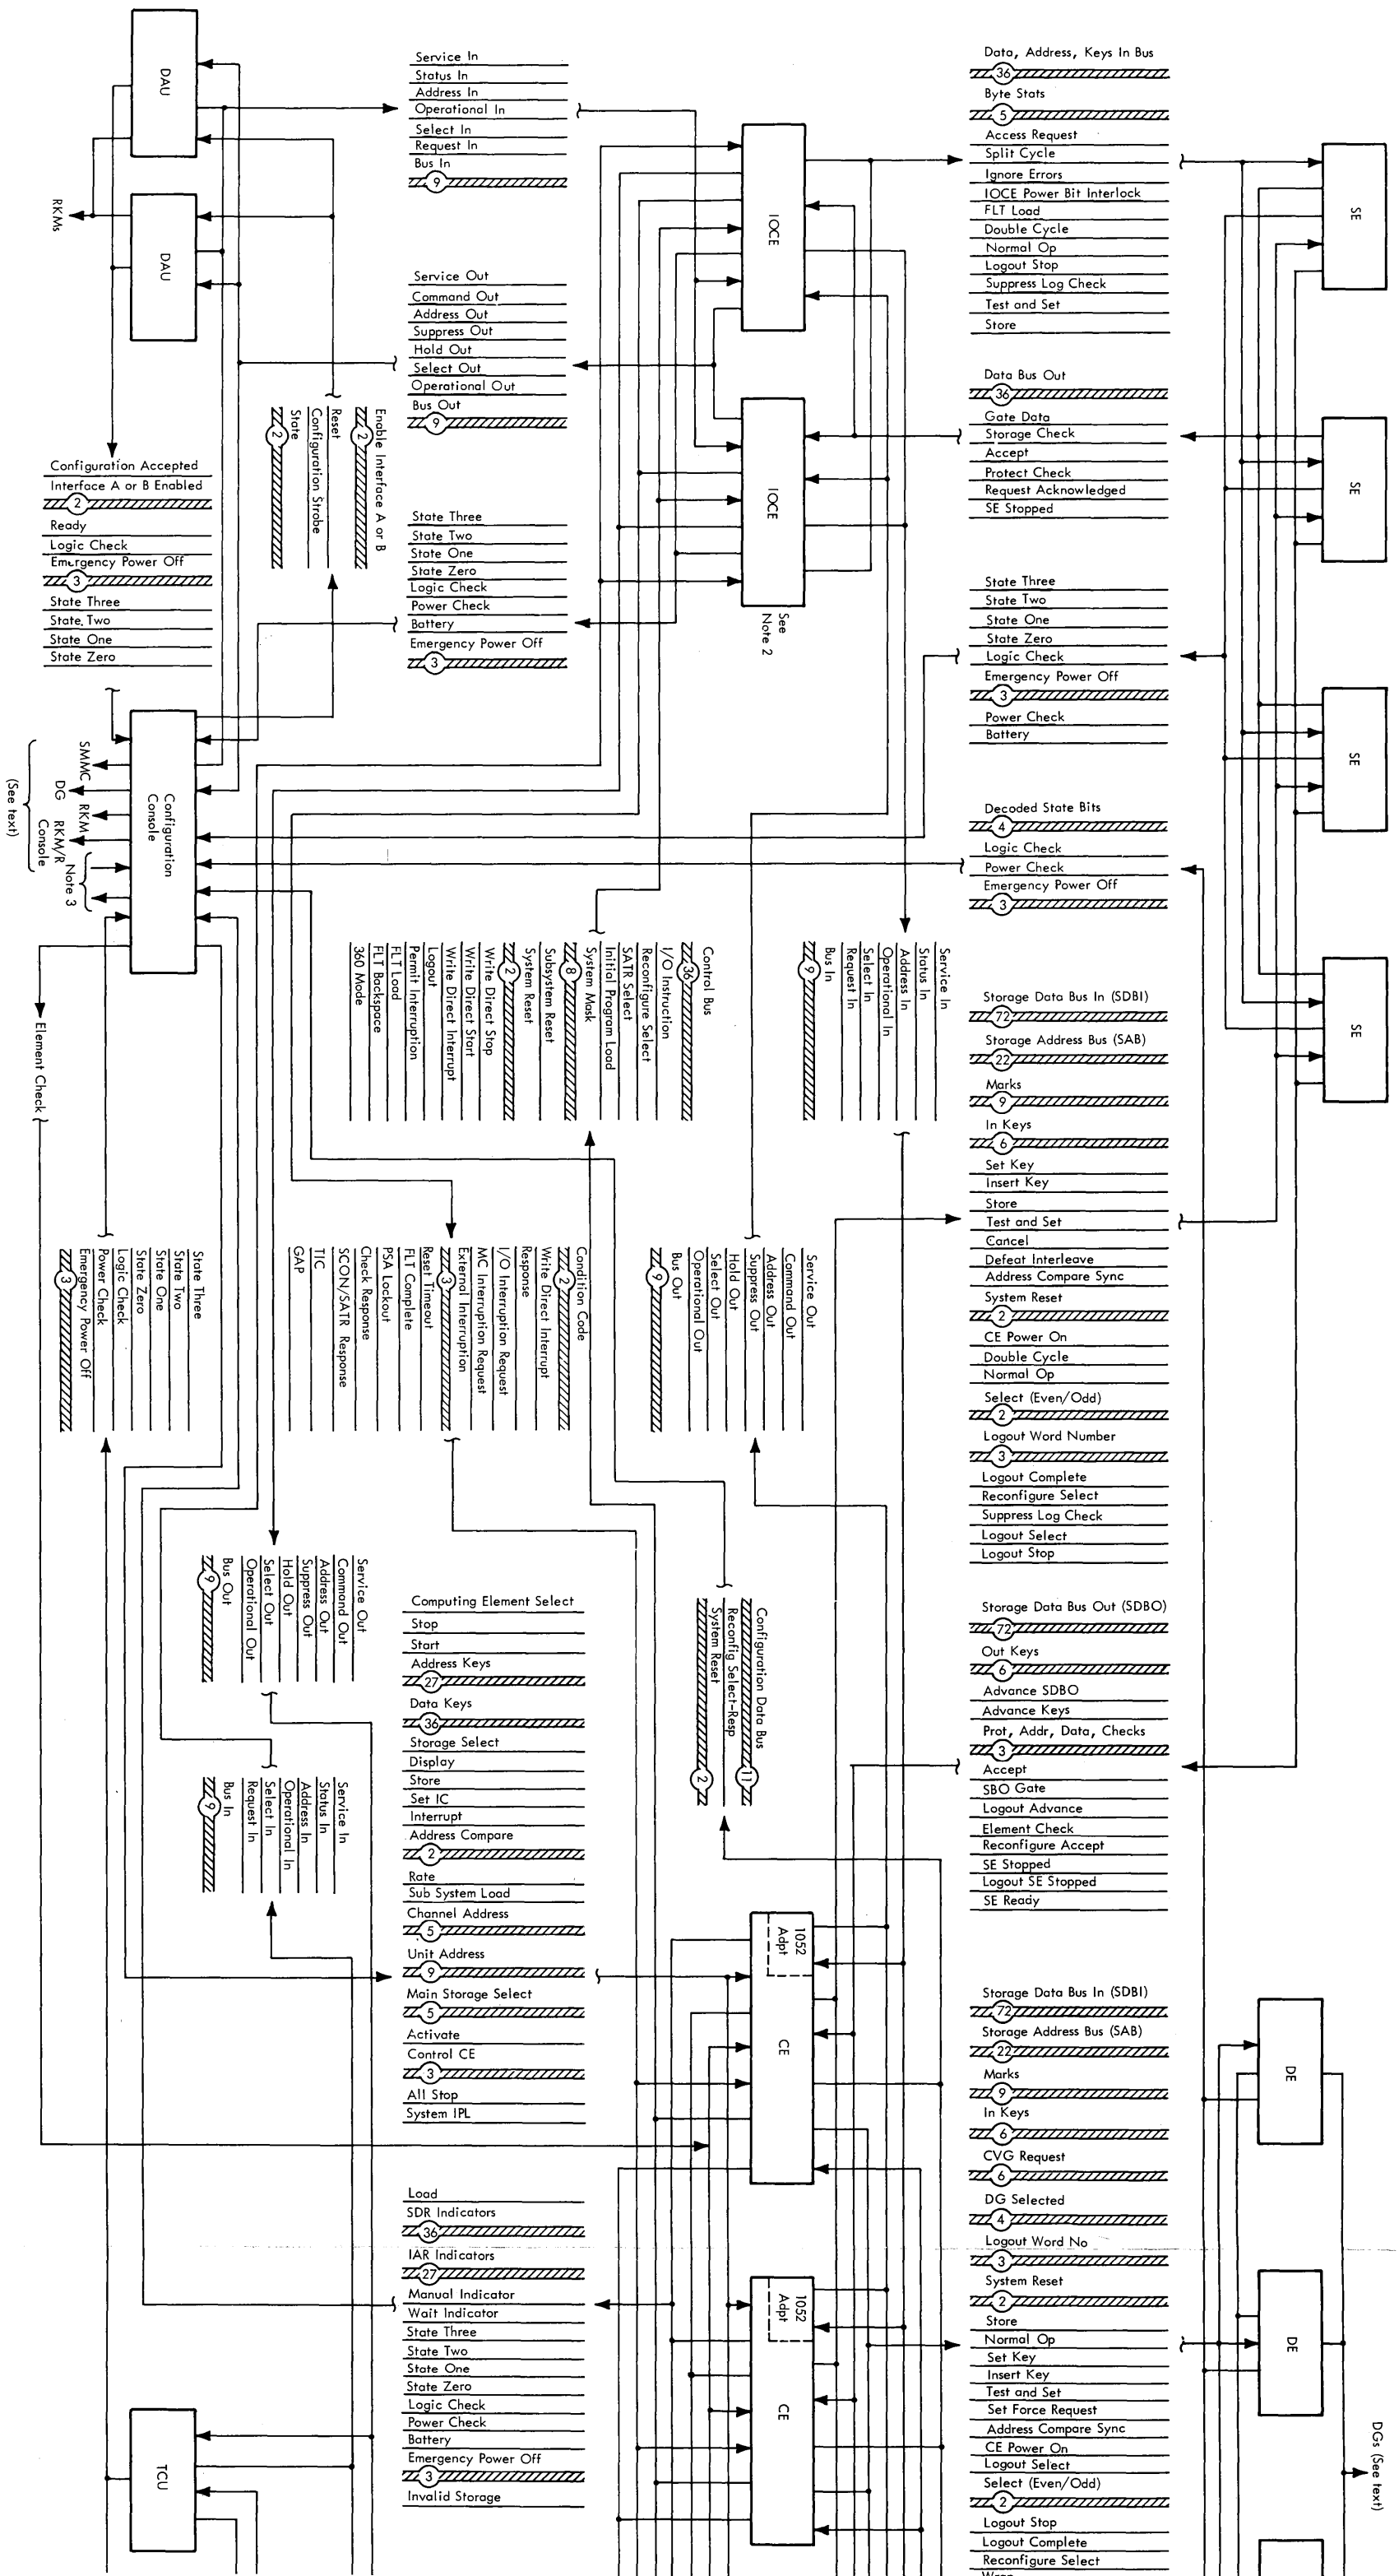 Data, Address, Keys In Bus
36
Byte Stats
5
Access Request
Split Cycle
Ignore Errors
IOCE Power Bit Interlock
FLT Load
Double Cycle
Normal Op
Logout Stop
Suppress Log Check
Test and Set
Store
Service In
Status In
Address In
Operational In
Select In
Request In
Bus In
9
DAU
DAU
RKMs
IOCE
IOCE
See
Note 2
SE
SE
SE
SE
Service Out
Command Out
Address Out
Suppress Out
Hold Out
Select Out
Operational Out
Bus Out
9
Data Bus Out
36
Gate Data
Storage Check
Accept
Protect Check
Request Acknowledged
SE Stopped
Enable Interface A or B
2
Reset
Configuration Strobe
State
2
Configuration Accepted
Interface A or B Enabled
2
Ready
Logic Check
Emergency Power Off
3
State Three
State Two
State One
State Zero
State Three
State Two
State One
State Zero
Logic Check
Power Check
Battery
Emergency Power Off
3
State Three
State Two
State One
State Zero
Logic Check
Emergency Power Off
3
Power Check
Battery
Configuration
Console
SMMC
DG
RKM
RKM/R
Console
(See text)
Note 3
Decoded State Bits
4
Logic Check
Power Check
Emergency Power Off
3
Control Bus
36
I/O Instruction
Reconfigure Select
SATR Select
Initial Program Load
System Mask
8
Subsystem Reset
System Reset
2
Write Direct Stop
Write Direct Start
Write Direct Interrupt
Logout
Permit Interruption
FLT Load
FLT Backspace
360 Mode
Service In
Status In
Address In
Operational In
Select In
Request In
Bus In
9
Element Check
Storage Data Bus In (SDBI)
72
Storage Address Bus (SAB)
22
Marks
9
In Keys
6
Set Key
Insert Key
Store
Test and Set
Cancel
Defeat Interleave
Address Compare Sync
System Reset
2
CE Power On
Double Cycle
Normal Op
Select (Even/Odd)
2
Logout Word Number
3
Logout Complete
Reconfigure Select
Suppress Log Check
Logout Select
Logout Stop
State Three
State Two
State One
State Zero
Logic Check
Power Check
Emergency Power Off
3
Condition Code
2
Write Direct Interrupt
Response
I/O Interruption Request
MC Interruption Request
External Interruption
3
Reset Timeout
FLT Complete
PSA Lockout
Check Response
SCON/SATR Response
TIC
GAP
Service Out
Command Out
Address Out
Suppress Out
Hold Out
Select Out
Operational Out
Bus Out
9
Service Out
Command Out
Address Out
Suppress Out
Hold Out
Select Out
Operational Out
Bus Out
9
Configuration Data Bus
11
Reconfig Select-Resp
System Reset
2
Service In
Status In
Address In
Operational In
Select In
Request In
Bus In
9
Computing Element Select
Stop
Start
Address Keys
27
Data Keys
36
Storage Select
Display
Store
Set IC
Interrupt
Address Compare
2
Rate
Sub System Load
Channel Address
5
Unit Address
9
Main Storage Select
5
Activate
Control CE
3
All Stop
System IPL
Storage Data Bus Out (SDBO)
72
Out Keys
6
Advance SDBO
Advance Keys
Prot, Addr, Data, Checks
3
Accept
SBO Gate
Logout Advance
Element Check
Reconfigure Accept
SE Stopped
Logout SE Stopped
SE Ready
1052
Adpt
CE
1052
Adpt
CE
Load
SDR Indicators
36
IAR Indicators
27
Manual Indicator
Wait Indicator
State Three
State Two
State One
State Zero
Logic Check
Power Check
Battery
Emergency Power Off
3
Invalid Storage
TCU
Storage Data Bus In (SDBI)
72
Storage Address Bus (SAB)
22
Marks
9
In Keys
6
CVG Request
6
DG Selected
4
Logout Word No
3
System Reset
2
Store
Normal Op
Set Key
Insert Key
Test and Set
Set Force Request
Address Compare Sync
CE Power On
Logout Select
Select (Even/Odd)
2
Logout Stop
Logout Complete
Reconfigure Select
DE
DE
DGs (See text)